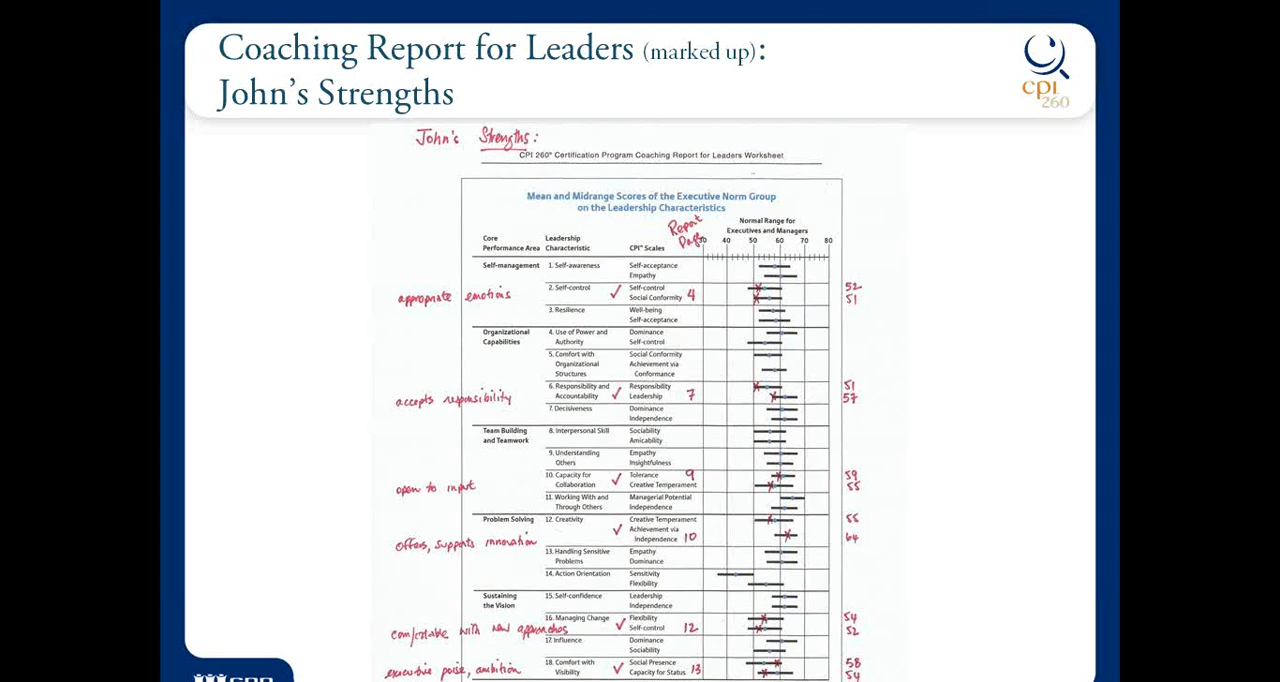 Coaching Report for Leaders (marked up):
John's Strengths
cpi
260
John's Strengths:
CPI 260® Certification Program Coaching Report for Leaders Worksheet
Mean and Midrange Scores of the Executive Norm Group
on the Leadership Characteristics
Report
Normal Range for
Executives and Managers
Core Performance Area
Leadership Characteristic
CPI™ Scales
40 50 60 70 80
Self-management 1. Self-awareness Self-acceptance
Empathy
2. Self-control ✓ Self-control 52
appropriate emotions Social Conformity 4 51
3. Resilience Well-being
Self-acceptance
Organizational 4. Use of Power and Dominance
Capabilities Authority Self-control
5. Comfort with Social Conformity
Organizational Achievement via
Structures Conformance
6. Responsibility and Responsibility 51
accepts responsibility Accountability ✓ Leadership 7 57
7. Decisiveness Dominance
Independence
Team Building 8. Interpersonal Skill Sociability
and Teamwork Amicability
9. Understanding Empathy
Others Insightfulness
10. Capacity for Tolerance 9 59
open to input Collaboration ✓ Creative Temperament 55
11. Working With and Managerial Potential
Through Others Independence
Problem Solving 12. Creativity Creative Temperament 55
✓ Achievement via
offers, supports innovation Independence 10 64
13. Handling Sensitive Empathy
Problems Dominance
14. Action Orientation Sensitivity
Flexibility
Sustaining 15. Self-confidence Leadership
the Vision Independence
16. Managing Change Flexibility 54
comfortable with new approaches ✓ Self-control 12 52
17. Influence Dominance
Sociability
18. Comfort with Social Presence 58
executive poise, ambition Visibility ✓ Capacity for Status 13 54